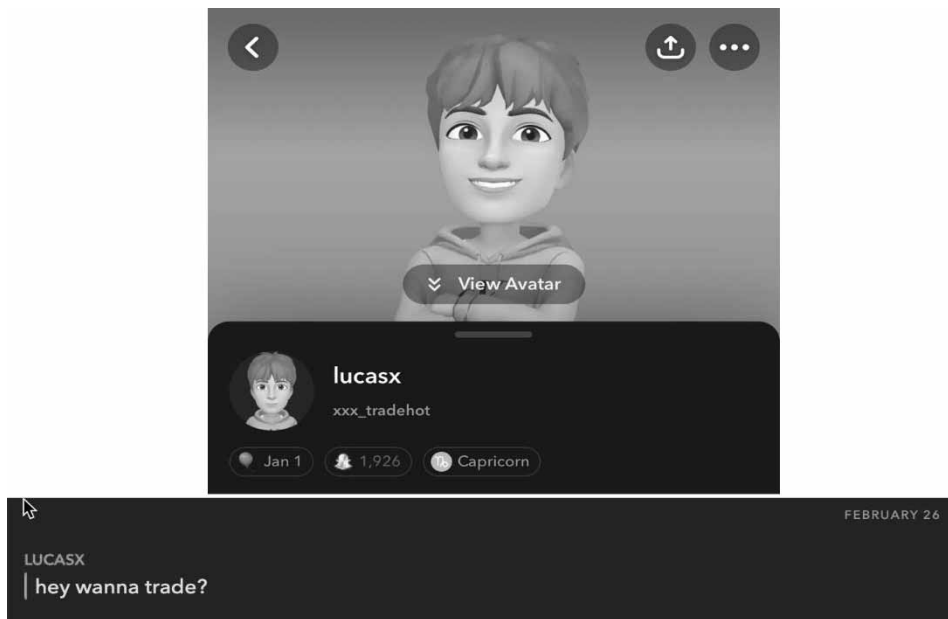 View Avatar
lucasx
xxx_tradehot
Jan 1
1,926
Capricorn
FEBRUARY 26
LUCASX
hey wanna trade?